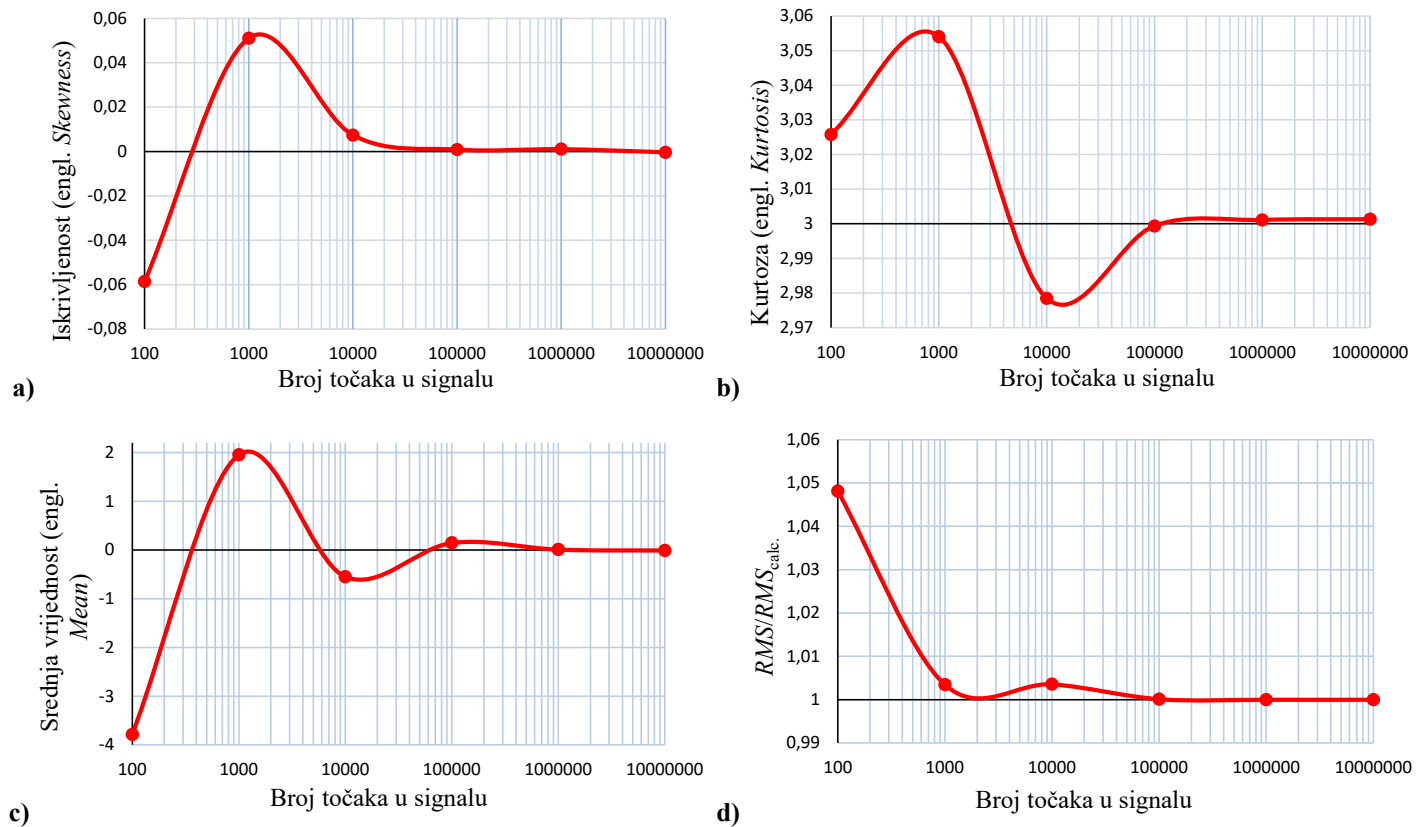 0,06
0,04
0,02
0
-0,02
-0,04
-0,06
-0,08
Iskrivljenost (engl. Skewness)
100 1000 10000 100000 1000000 10000000
Broj točaka u signalu
a)
3,06
3,05
3,04
3,03
3,02
3,01
3
2,99
2,98
2,97
Kurtoza (engl. Kurtosis)
100 1000 10000 100000 1000000 10000000
Broj točaka u signalu
b)
2
1
0
-1
-2
-3
-4
Srednja vrijednost (engl.
Mean)
100 1000 10000 100000 1000000 10000000
Broj točaka u signalu
c)
1,06
1,05
1,04
1,03
1,02
1,01
1
0,99
RMS/RMScalc.
100 1000 10000 100000 1000000 10000000
Broj točaka u signalu
d)